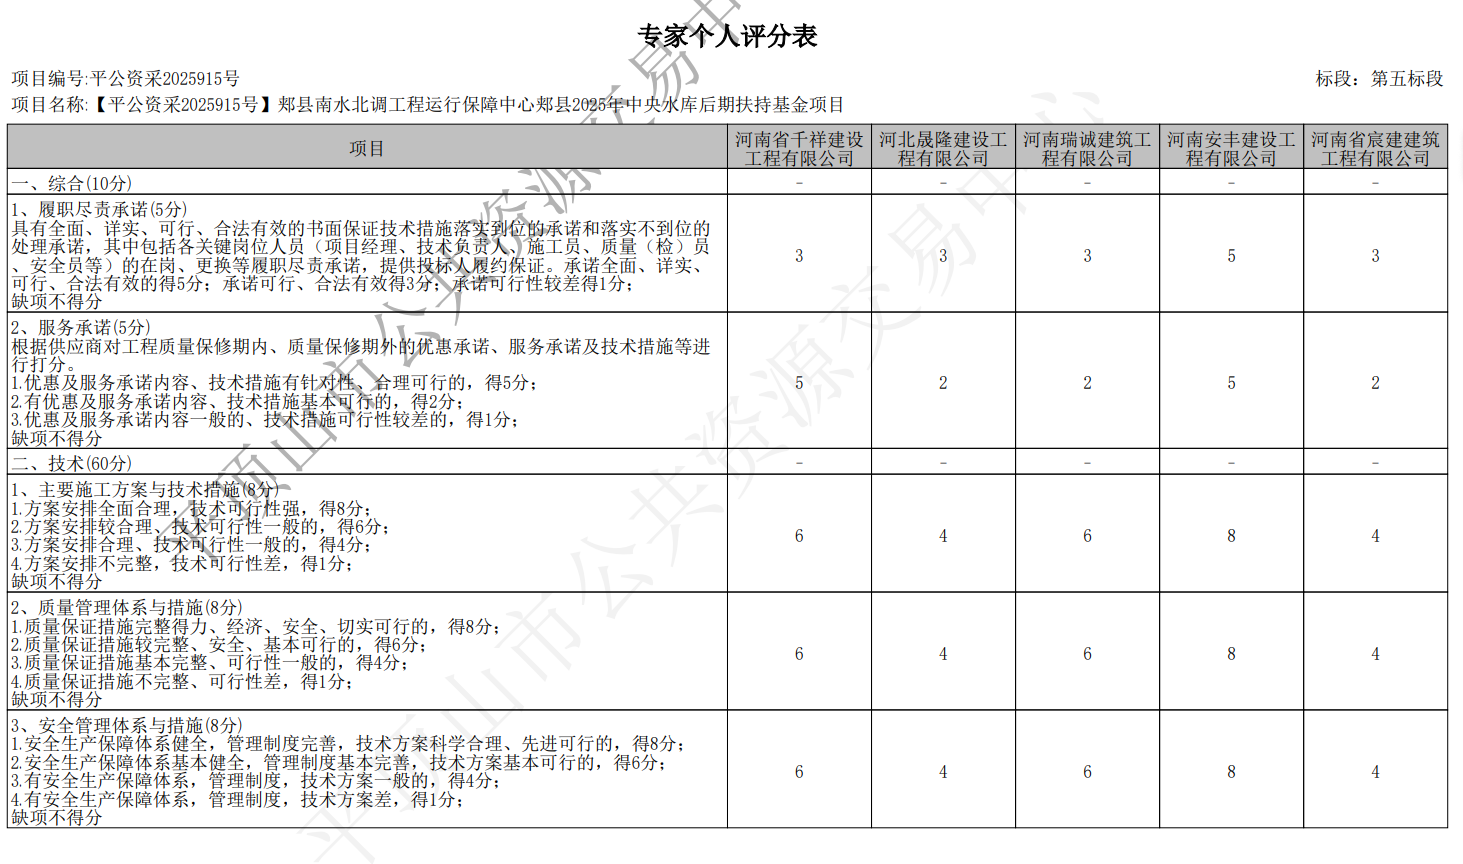 专家个人评分表
项目编号:平公资采2025915号
标段：第五标段
项目名称:【平公资采2025915号】郏县南水北调工程运行保障中心郏县2025年中央水库后期扶持基金项目
项目
河南省千祥建设
工程有限公司
河北晟隆建设工
程有限公司
河南瑞诚建筑工
程有限公司
河南安丰建设工
程有限公司
河南省宸建建筑
工程有限公司
一、综合(10分)
-
-
-
-
-
1、履职尽责承诺(5分)
具有全面、详实、可行、合法有效的书面保证技术措施落实到位的承诺和落实不到位的
处理承诺，其中包括各关键岗位人员（项目经理、技术负责人、施工员、质量（检）员
、安全员等）的在岗、更换等履职尽责承诺，提供投标人履约保证。承诺全面、详实、
可行、合法有效的得5分；承诺可行、合法有效得3分；承诺可行性较差得1分；
缺项不得分
3
3
3
5
3
2、服务承诺(5分)
根据供应商对工程质量保修期内、质量保修期外的优惠承诺、服务承诺及技术措施等进
行打分。
1.优惠及服务承诺内容、技术措施有针对性、合理可行的，得5分；
2.有优惠及服务承诺内容、技术措施基本可行的，得2分；
3.优惠及服务承诺内容一般的、技术措施可行性较差的，得1分；
缺项不得分
5
2
2
5
2
二、技术(60分)
-
-
-
-
-
1、主要施工方案与技术措施(8分)
1.方案安排全面合理，技术可行性强，得8分；
2.方案安排较合理、技术可行性一般的，得6分；
3.方案安排合理、技术可行性一般的，得4分；
4.方案安排不完整，技术可行性差，得1分；
缺项不得分
6
4
6
8
4
2、质量管理体系与措施(8分)
1.质量保证措施完整得力、经济、安全、切实可行的，得8分；
2.质量保证措施较完整、安全、基本可行的，得6分；
3.质量保证措施基本完整、可行性一般的，得4分；
4.质量保证措施不完整、可行性差，得1分；
缺项不得分
6
4
6
8
4
3、安全管理体系与措施(8分)
1.安全生产保障体系健全，管理制度完善，技术方案科学合理、先进可行的，得8分；
2.安全生产保障体系基本健全，管理制度基本完善，技术方案基本可行的，得6分；
3.有安全生产保障体系，管理制度，技术方案一般的，得4分；
4.有安全生产保障体系，管理制度，技术方案差，得1分；
缺项不得分
6
4
6
8
4
平顶山市公共资源交易中
平顶山市公共资源交易中心